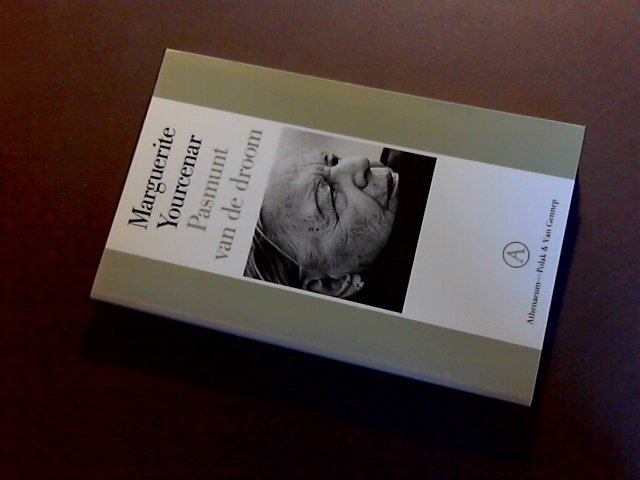 Marguerite
Yourcenar
Pasmunt
van de droom
A
Athenaeum—Polak & Van Gennep